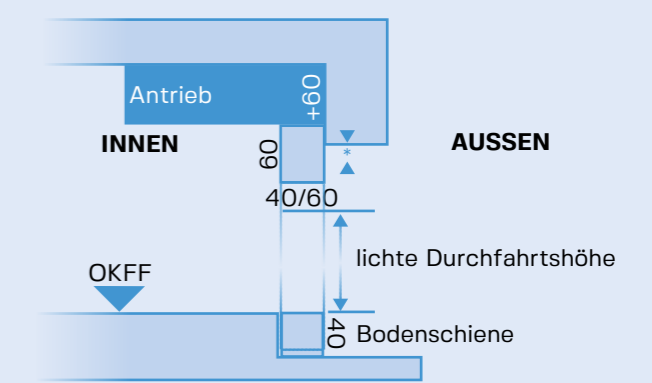 Antrieb
+60
INNEN
60
*
AUSSEN
40/60
lichte Durchfahrtshöhe
OKFF
40
Bodenschiene